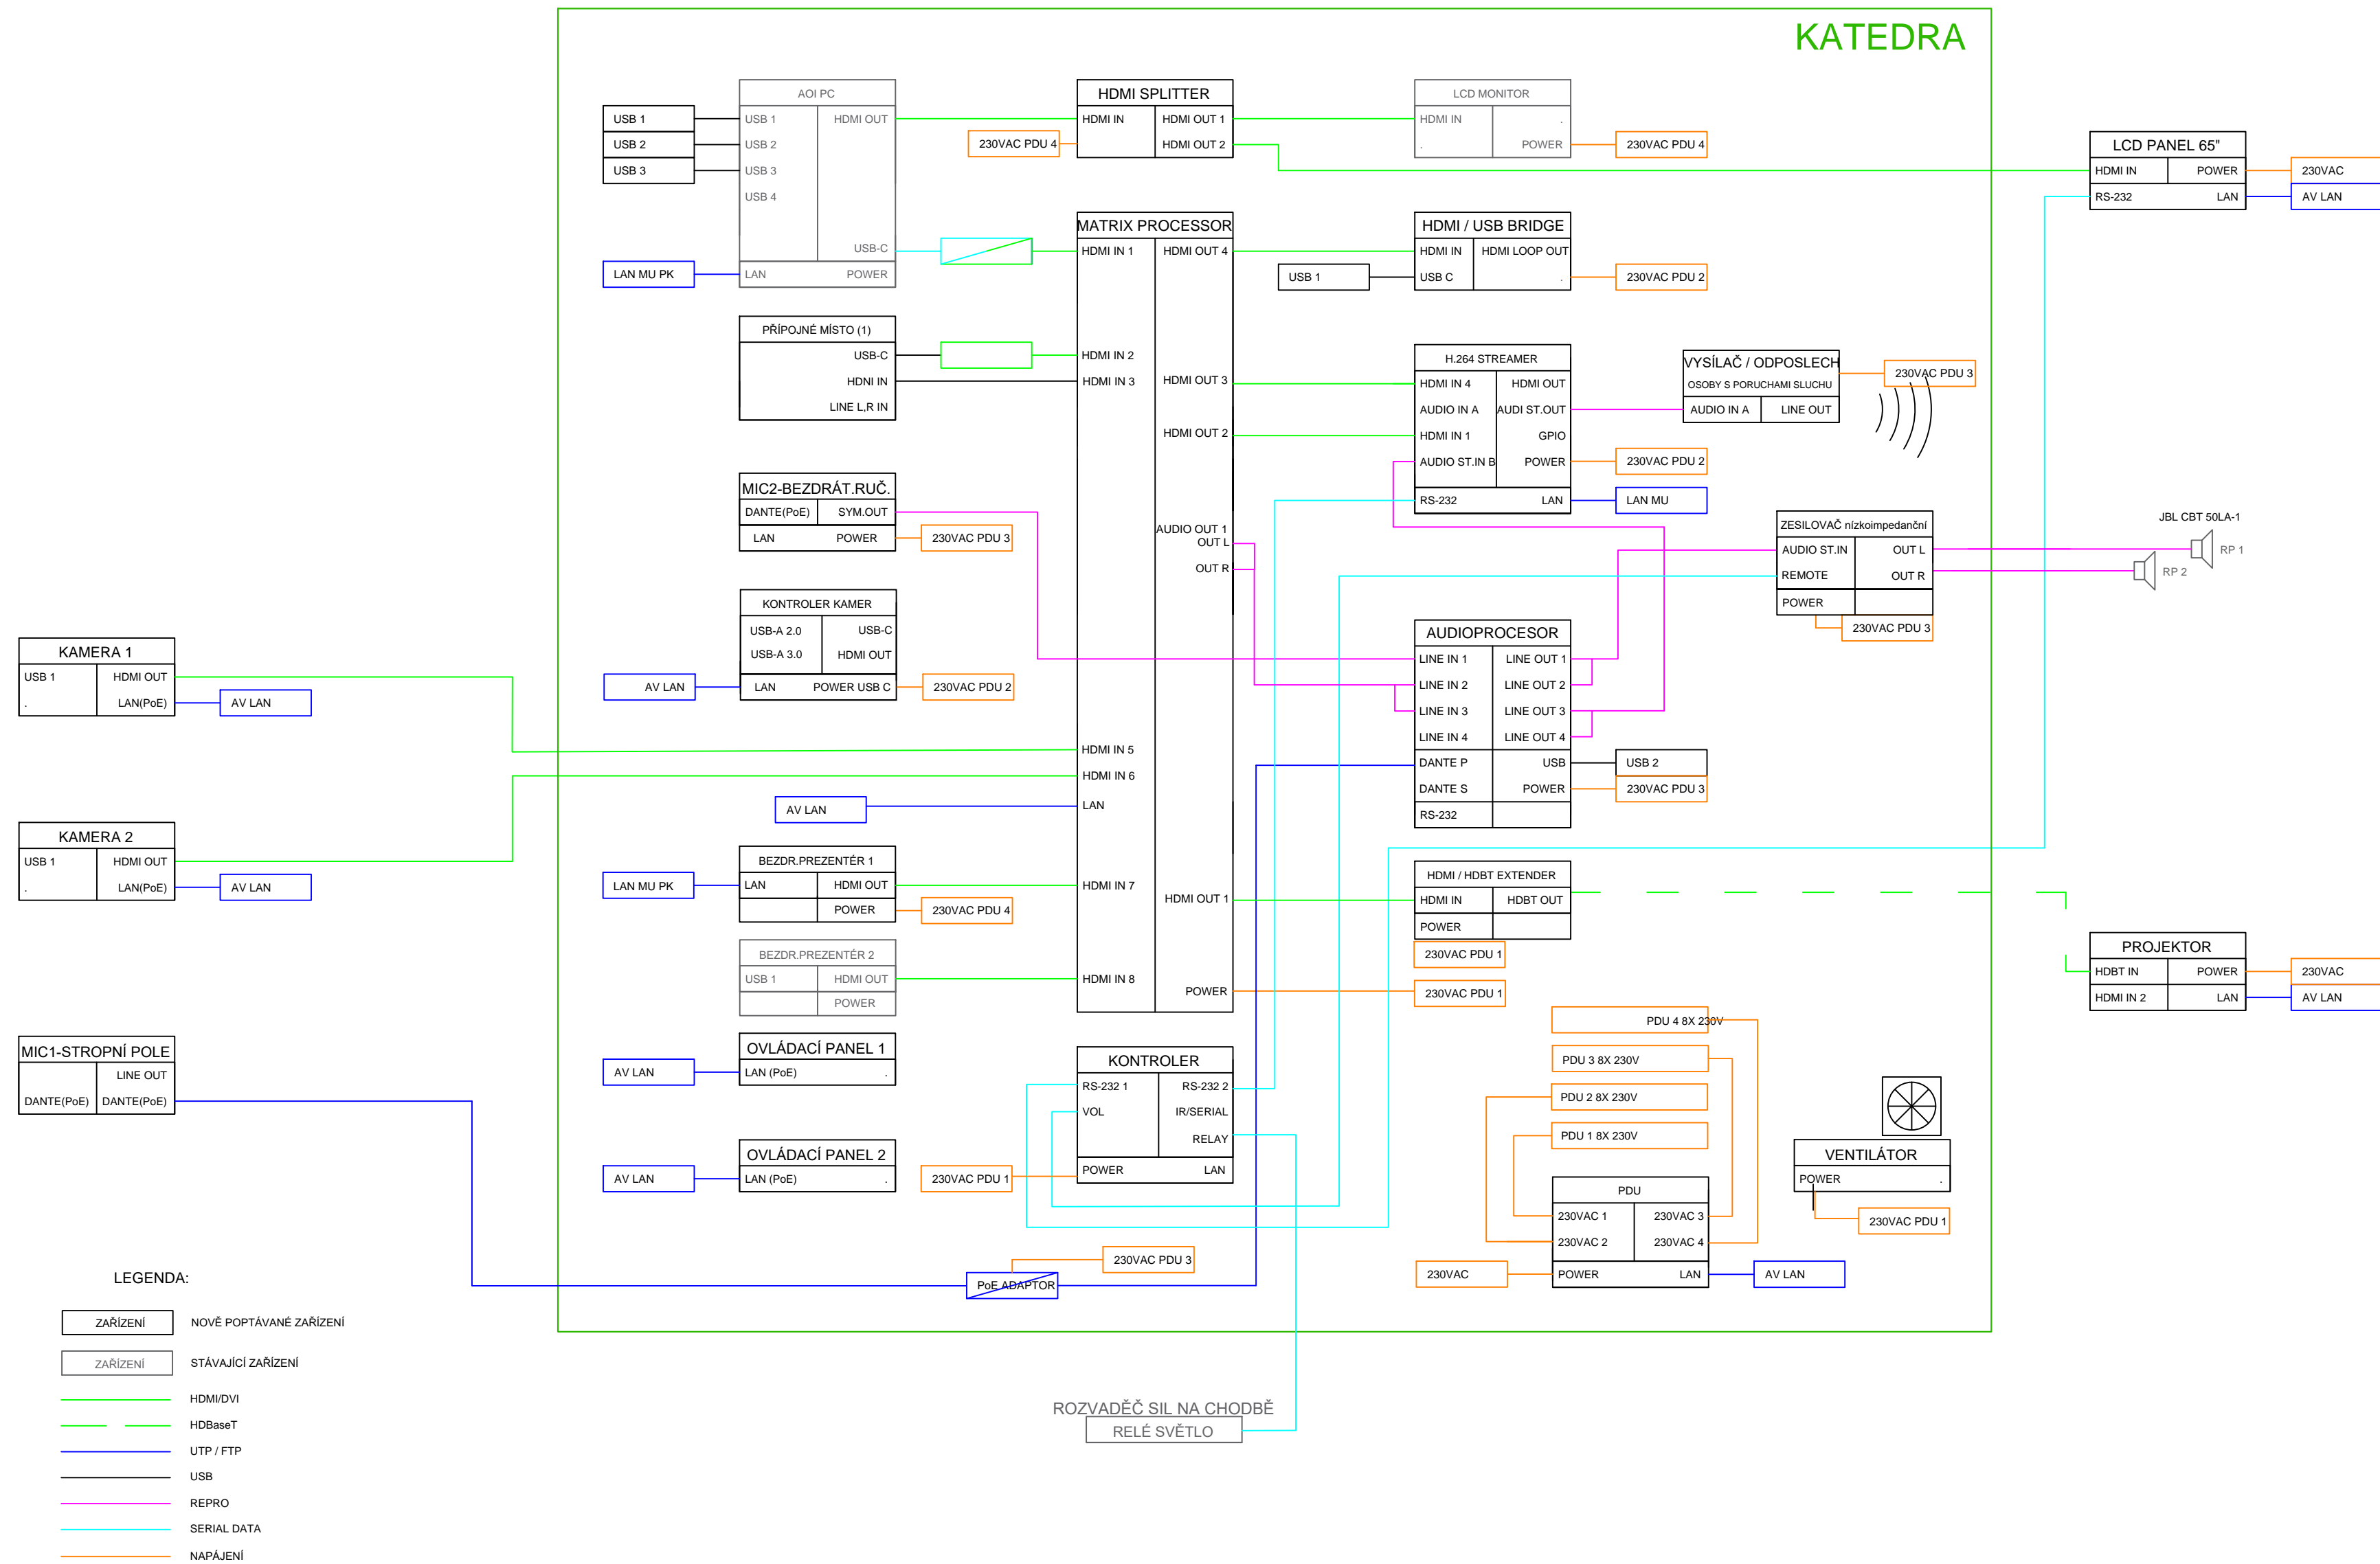 KATEDRA
AOI PC
USB 1
USB 2
USB 3
USB 1
USB 2
USB 3
USB 4
HDMI OUT
USB-C
LAN
POWER
LAN MU PK
HDMI SPLITTER
HDMI IN
HDMI OUT 1
HDMI OUT 2
230VAC PDU 4
LCD MONITOR
HDMI IN
.
.
POWER
230VAC PDU 4
LCD PANEL 65"
HDMI IN
POWER
RS-232
LAN
230VAC
AV LAN
MATRIX PROCESSOR
HDMI IN 1
HDMI OUT 4
HDMI IN 2
HDMI IN 3
HDMI OUT 3
HDMI OUT 2
AUDIO OUT 1
OUT L
OUT R
HDMI IN 5
HDMI IN 6
LAN
HDMI IN 7
HDMI OUT 1
HDMI IN 8
POWER
230VAC PDU 1
AV LAN
HDMI / USB BRIDGE
HDMI IN
HDMI LOOP OUT
USB C
.
USB 1
230VAC PDU 2
PŘÍPOJNÉ MÍSTO (1)
USB-C
HDNI IN
LINE L,R IN
H.264 STREAMER
HDMI IN 4
HDMI OUT
AUDIO IN A
AUDI ST.OUT
HDMI IN 1
GPIO
AUDIO ST.IN B
POWER
RS-232
LAN
230VAC PDU 2
LAN MU
VYSÍLAČ / ODPOSLECH
OSOBY S PORUCHAMI SLUCHU
AUDIO IN A
LINE OUT
230VAC PDU 3
MIC2-BEZDRÁT.RUČ.
DANTE(PoE)
SYM.OUT
LAN
POWER
230VAC PDU 3
ZESILOVAČ nízkoimpedanční
AUDIO ST.IN
OUT L
REMOTE
OUT R
POWER
230VAC PDU 3
JBL CBT 50LA-1
RP 1
RP 2
KONTROLER KAMER
USB-A 2.0
USB-C
USB-A 3.0
HDMI OUT
LAN
POWER USB C
AV LAN
230VAC PDU 2
KAMERA 1
USB 1
HDMI OUT
.
LAN(PoE)
AV LAN
AUDIOPROCESOR
LINE IN 1
LINE OUT 1
LINE IN 2
LINE OUT 2
LINE IN 3
LINE OUT 3
LINE IN 4
LINE OUT 4
DANTE P
USB
DANTE S
POWER
RS-232
USB 2
230VAC PDU 3
KAMERA 2
USB 1
HDMI OUT
.
LAN(PoE)
AV LAN
BEZDR.PREZENTÉR 1
LAN
HDMI OUT
POWER
LAN MU PK
230VAC PDU 4
HDMI / HDBT EXTENDER
HDMI IN
HDBT OUT
POWER
230VAC PDU 1
BEZDR.PREZENTÉR 2
USB 1
HDMI OUT
POWER
PROJEKTOR
HDBT IN
POWER
HDMI IN 2
LAN
230VAC
AV LAN
MIC1-STROPNÍ POLE
LINE OUT
DANTE(PoE)
DANTE(PoE)
OVLÁDACÍ PANEL 1
LAN (PoE)
.
AV LAN
KONTROLER
RS-232 1
RS-232 2
VOL
IR/SERIAL
RELAY
POWER
LAN
230VAC PDU 1
OVLÁDACÍ PANEL 2
LAN (PoE)
.
AV LAN
PDU 4 8X 230V
PDU 3 8X 230V
PDU 2 8X 230V
PDU 1 8X 230V
PDU
230VAC 1
230VAC 3
230VAC 2
230VAC 4
POWER
LAN
230VAC
AV LAN
VENTILÁTOR
POWER
.
230VAC PDU 1
230VAC PDU 3
PoE ADAPTOR
ROZVADĚČ SIL NA CHODBĚ
RELÉ SVĚTLO
LEGENDA:
ZAŘÍZENÍ
NOVĚ POPTÁVANÉ ZAŘÍZENÍ
ZAŘÍZENÍ
STÁVAJÍCÍ ZAŘÍZENÍ
HDMI/DVI
HDBaseT
UTP / FTP
USB
REPRO
SERIAL DATA
NAPÁJENÍ